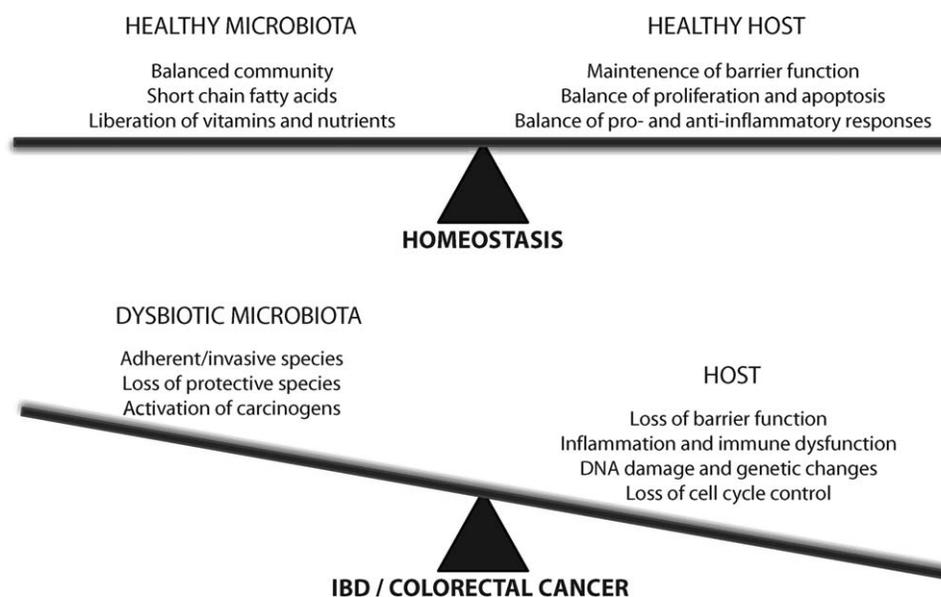 HEALTHY MICROBIOTA
Balanced community
Short chain fatty acids
Liberation of vitamins and nutrients
HEALTHY HOST
Maintenence of barrier function
Balance of proliferation and apoptosis
Balance of pro- and anti-inflammatory responses
HOMEOSTASIS
DYSBIOTIC MICROBIOTA
Adherent/invasive species
Loss of protective species
Activation of carcinogens
HOST
Loss of barrier function
Inflammation and immune dysfunction
DNA damage and genetic changes
Loss of cell cycle control
IBD / COLORECTAL CANCER